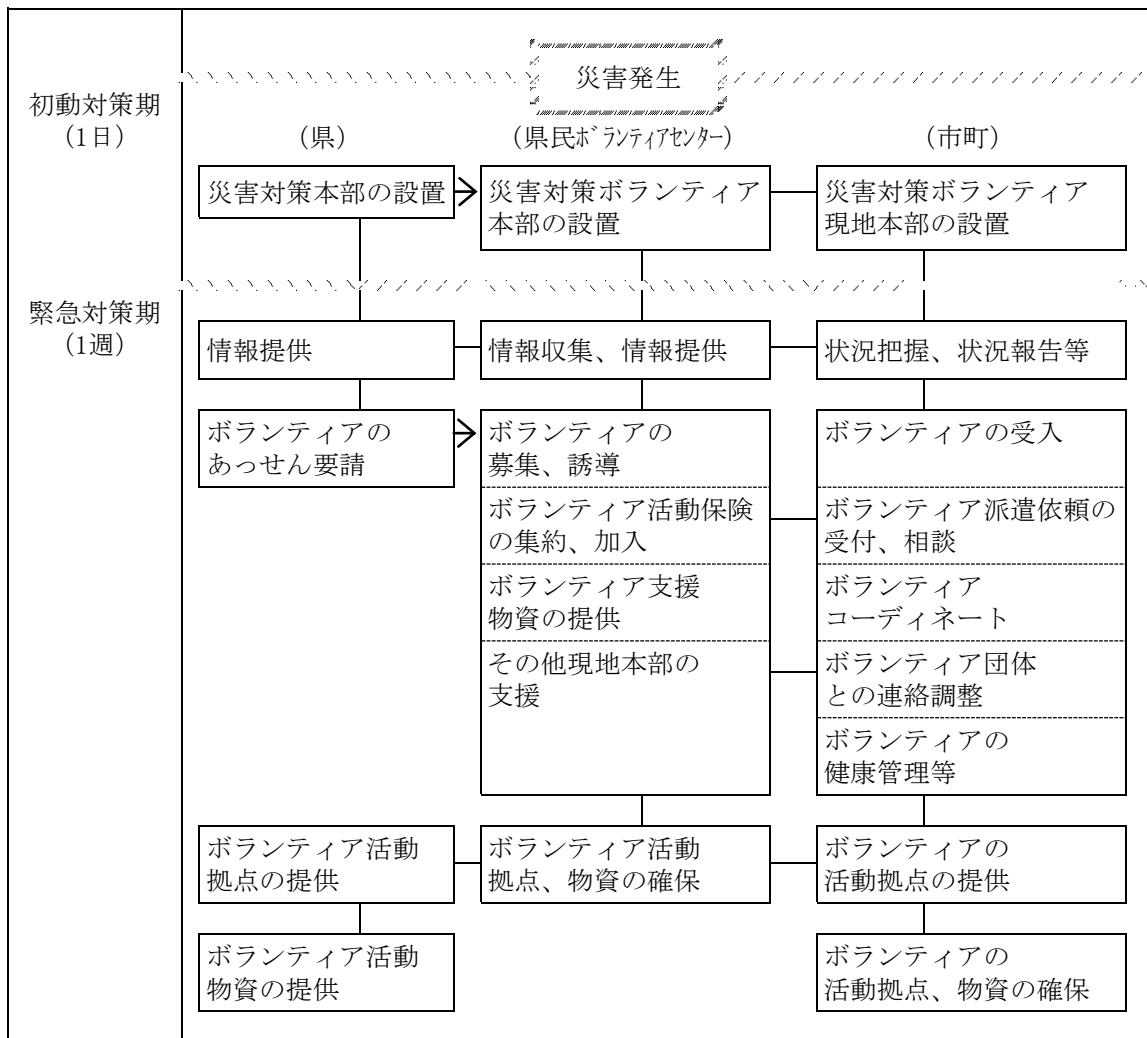 災害発生
初動対策期
(1日)
(県)
(県民ボランティアセンター)
(市町)
災害対策本部の設置
災害対策ボランティア
本部の設置
災害対策ボランティア
現地本部の設置
緊急対策期
(1週)
情報提供
情報収集、情報提供
状況把握、状況報告等
ボランティアの
あっせん要請
ボランティアの
募集、誘導
ボランティア活動保険
の集約、加入
ボランティア支援
物資の提供
その他現地本部の
支援
ボランティアの受入
ボランティア派遣依頼の
受付、相談
ボランティア
コーディネート
ボランティア団体
との連絡調整
ボランティアの
健康管理等
ボランティア活動
拠点の提供
ボランティア活動
拠点、物資の確保
ボランティアの
活動拠点の提供
ボランティア活動
物資の提供
ボランティアの
活動拠点、物資の確保